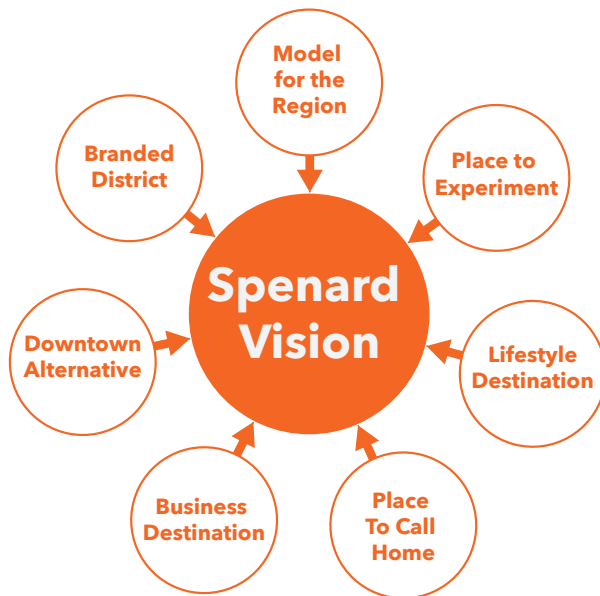 Model
for the
Region
Branded
District
Place to
Experiment
Spenard
Vision
Downtown
Alternative
Lifestyle
Destination
Business
Destination
Place
To Call
Home